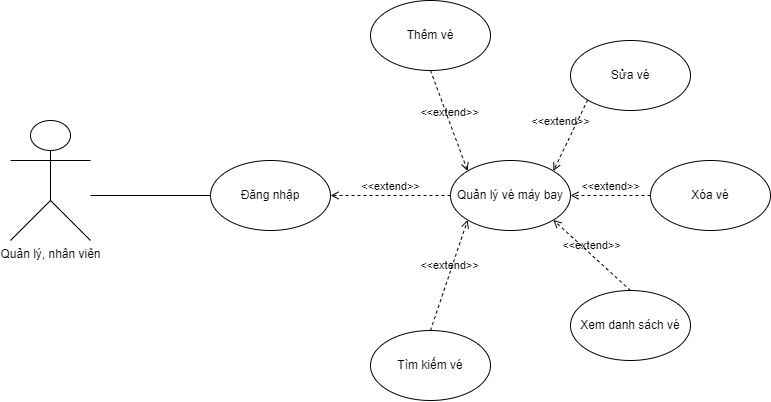 Thêm vé
Sửa vé
<<extend>>
<<extend>>
Đăng nhập
<<extend>>
Quản lý vé máy bay
<<extend>>
Xóa vé
Quản lý, nhân viên
<<extend>>
<<extend>>
Xem danh sách vé
Tìm kiếm vé